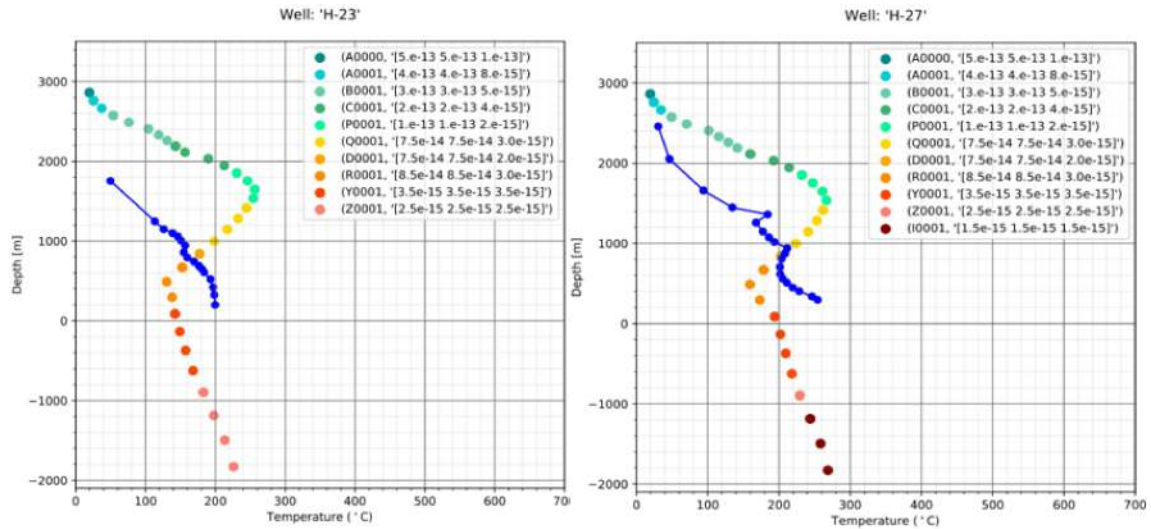 Well: 'H-23'
3000
2000
1000
0
−1000
−2000
Depth [m]
0
100
200
300
400
500
600
70
Temperature (°C)
(A0000, '[5.e-13 5.e-13 1.e-13]')
(A0001, '[4.e-13 4.e-13 8.e-15]')
(B0001, '[3.e-13 3.e-13 5.e-15]')
(C0001, '[2.e-13 2.e-13 4.e-15]')
(P0001, '[1.e-13 1.e-13 2.e-15]')
(Q0001, '[7.5e-14 7.5e-14 3.0e-15]')
(D0001, '[7.5e-14 7.5e-14 2.0e-15]')
(R0001, '[8.5e-14 8.5e-14 3.0e-15]')
(Y0001, '[3.5e-15 3.5e-15 3.5e-15]')
(Z0001, '[2.5e-15 2.5e-15 2.5e-15]')
Well: 'H-27'
3000
2000
1000
0
−1000
−2000
Depth [m]
0
100
200
300
400
500
600
700
Temperature (°C)
(A0000, '[5.e-13 5.e-13 1.e-13]')
(A0001, '[4.e-13 4.e-13 8.e-15]')
(B0001, '[3.e-13 3.e-13 5.e-15]')
(C0001, '[2.e-13 2.e-13 4.e-15]')
(P0001, '[1.e-13 1.e-13 2.e-15]')
(Q0001, '[7.5e-14 7.5e-14 3.0e-15]')
(D0001, '[7.5e-14 7.5e-14 2.0e-15]')
(R0001, '[8.5e-14 8.5e-14 3.0e-15]')
(Y0001, '[3.5e-15 3.5e-15 3.5e-15]')
(Z0001, '[2.5e-15 2.5e-15 2.5e-15]')
(I0001, '[1.5e-15 1.5e-15 1.5e-15]')